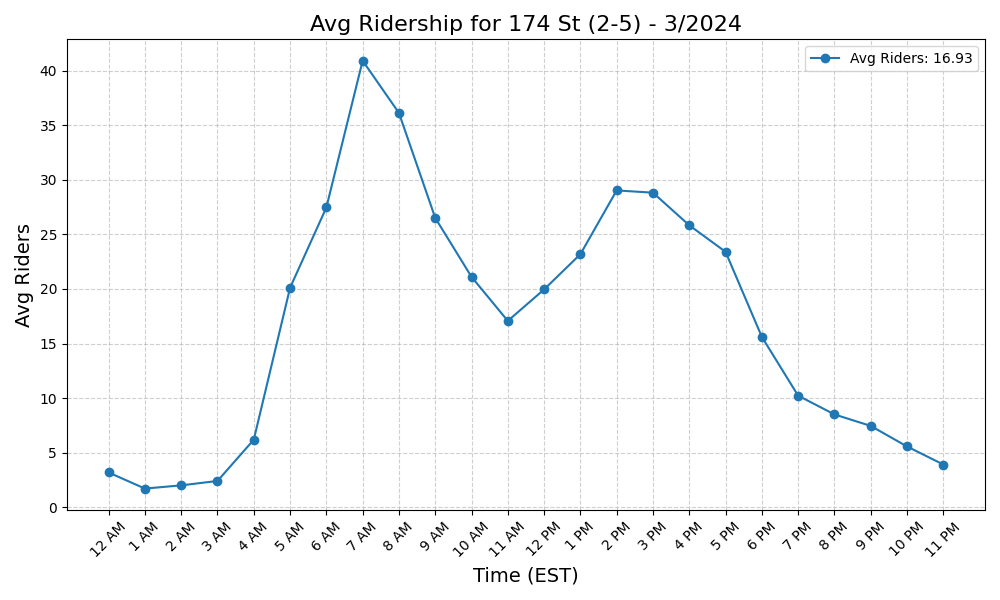 Avg Ridership for 174 St (2-5) - 3/2024
Avg Riders: 16.93
Avg Riders
40
35
30
25
20
15
10
5
0
12 AM
1 AM
2 AM
3 AM
4 AM
5 AM
6 AM
7 AM
8 AM
9 AM
10 AM
11 AM
12 PM
1 PM
2 PM
3 PM
4 PM
5 PM
6 PM
7 PM
8 PM
9 PM
10 PM
11 PM
Time (EST)